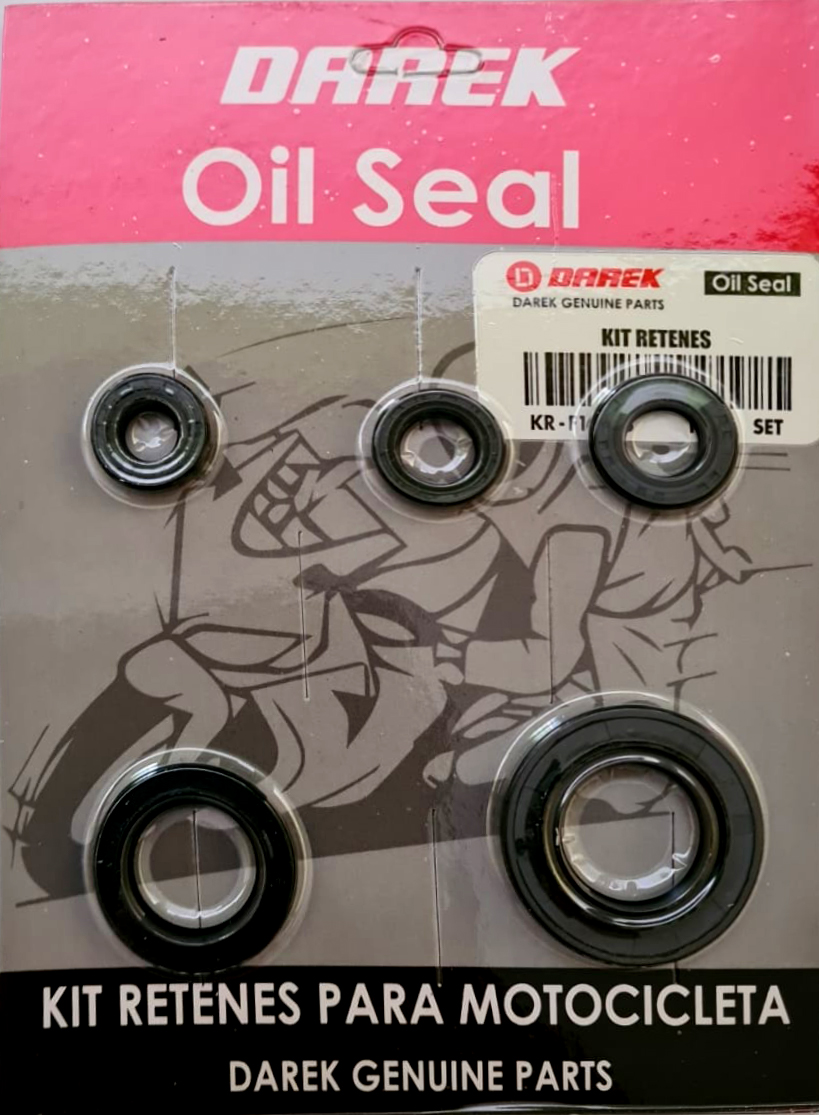 DAREK
Oil Seal
DAREK Oil Seal
DAREK GENUINE PARTS
KIT RETENES
SET
KIT RETENES PARA MOTOCICLETA
DAREK GENUINE PARTS